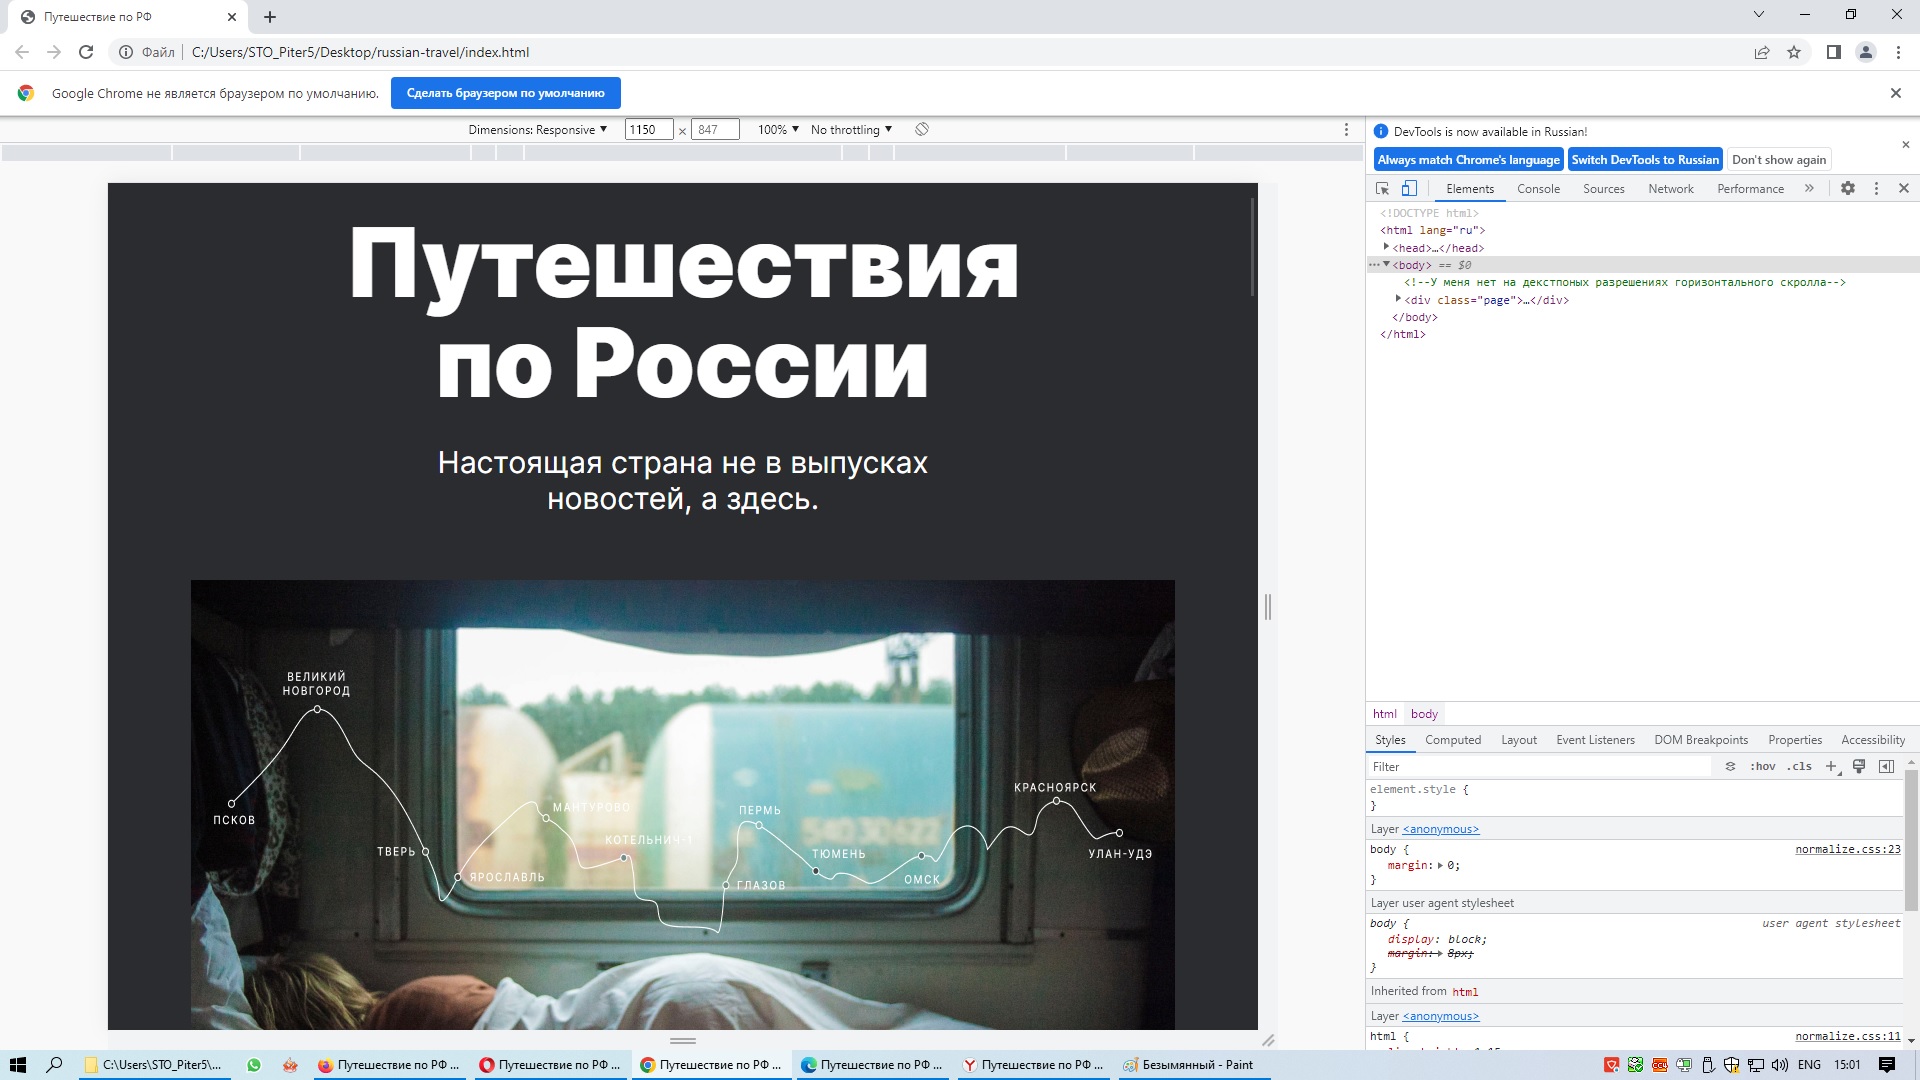 Путешествие по РФ
Файл
C:/Users/STO_Piter5/Desktop/russian-travel/index.html
Google Chrome не является браузером по умолчанию.
Сделать браузером по умолчанию
Dimensions: Responsive
1150
×
847
100%
No throttling
DevTools is now available in Russian!
Always match Chrome's language
Switch DevTools to Russian
Don't show again
Elements
Console
Sources
Network
Performance
<!DOCTYPE html>
<html lang="ru">
<head>…</head>
<body> == $0
<!--У меня нет на декстпоных разрешениях горизонтального скролла-->
<div class="page">…</div>
</body>
</html>
Путешествия
по России
Настоящая страна не в выпусках
новостей, а здесь.
ВЕЛИКИЙ
НОВГОРОД
ПСКОВ
ТВЕРЬ
ЯРОСЛАВЛЬ
МАНТУРОВО
КОТЕЛЬНИЧ-1
ГЛАЗОВ
ПЕРМЬ
ТЮМЕНЬ
ОМСК
КРАСНОЯРСК
УЛАН-УДЭ
html
body
Styles
Computed
Layout
Event Listeners
DOM Breakpoints
Properties
Accessibility
Filter
:hov
.cls
element.style {
}
Layer <anonymous>
body {
normalize.css:23
margin: 0;
}
Layer user agent stylesheet
body {
user agent stylesheet
display: block;
margin: 8px;
}
Inherited from html
Layer <anonymous>
html {
normalize.css:11
C:\Users\STO_Piter5\...
Путешествие по РФ ...
Путешествие по РФ ...
Путешествие по РФ ...
Путешествие по РФ ...
Путешествие по РФ ...
Безымянный - Paint
ENG
15:01